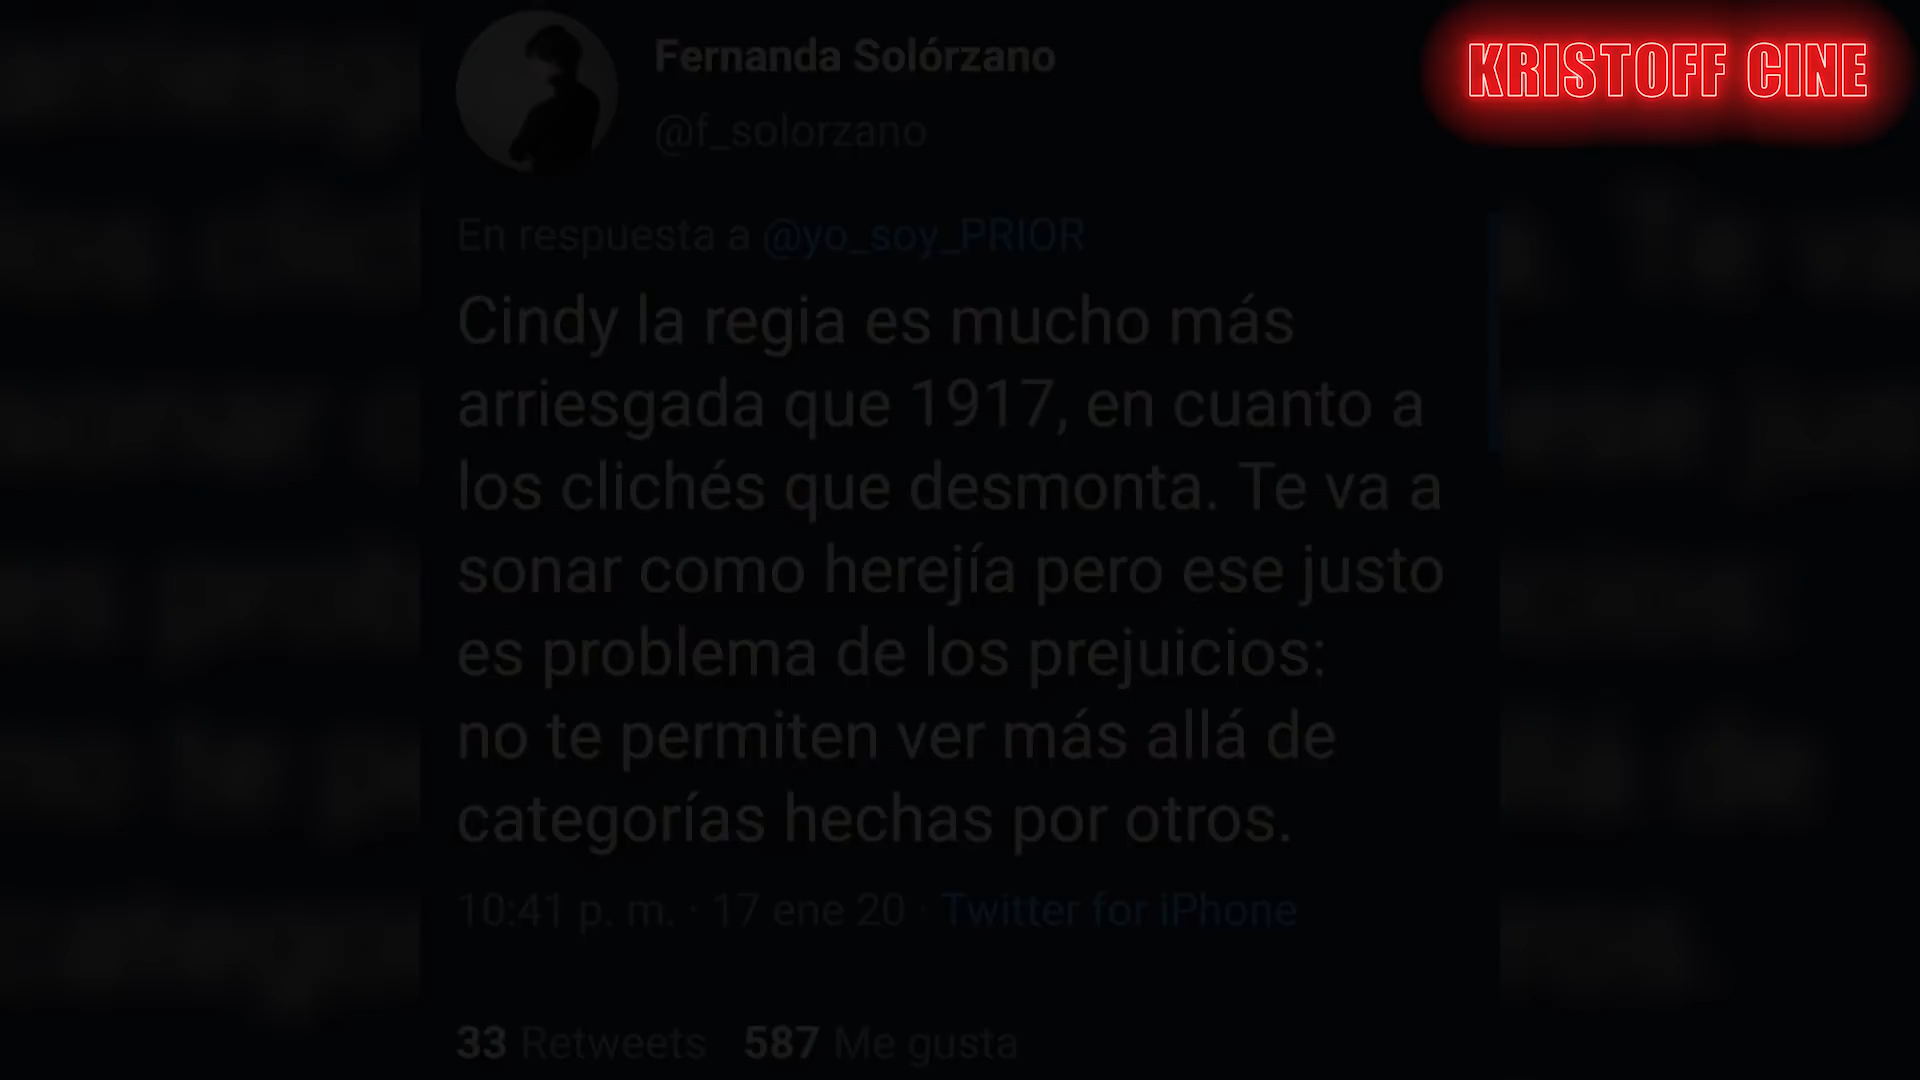 KRISTOFF CINE
Fernanda Solórzano
@f_solorzano
En respuesta a @yo_soy_PRIOR
Cindy la regia es mucho más
arriesgada que 1917, en cuanto a
los clichés que desmonta. Te va a
sonar como herejía pero ese justo
es problema de los prejuicios:
no te permiten ver más allá de
categorías hechas por otros.
10:41 p. m. · 17 ene 20 · Twitter for iPhone
33 Retweets 587 Me gusta